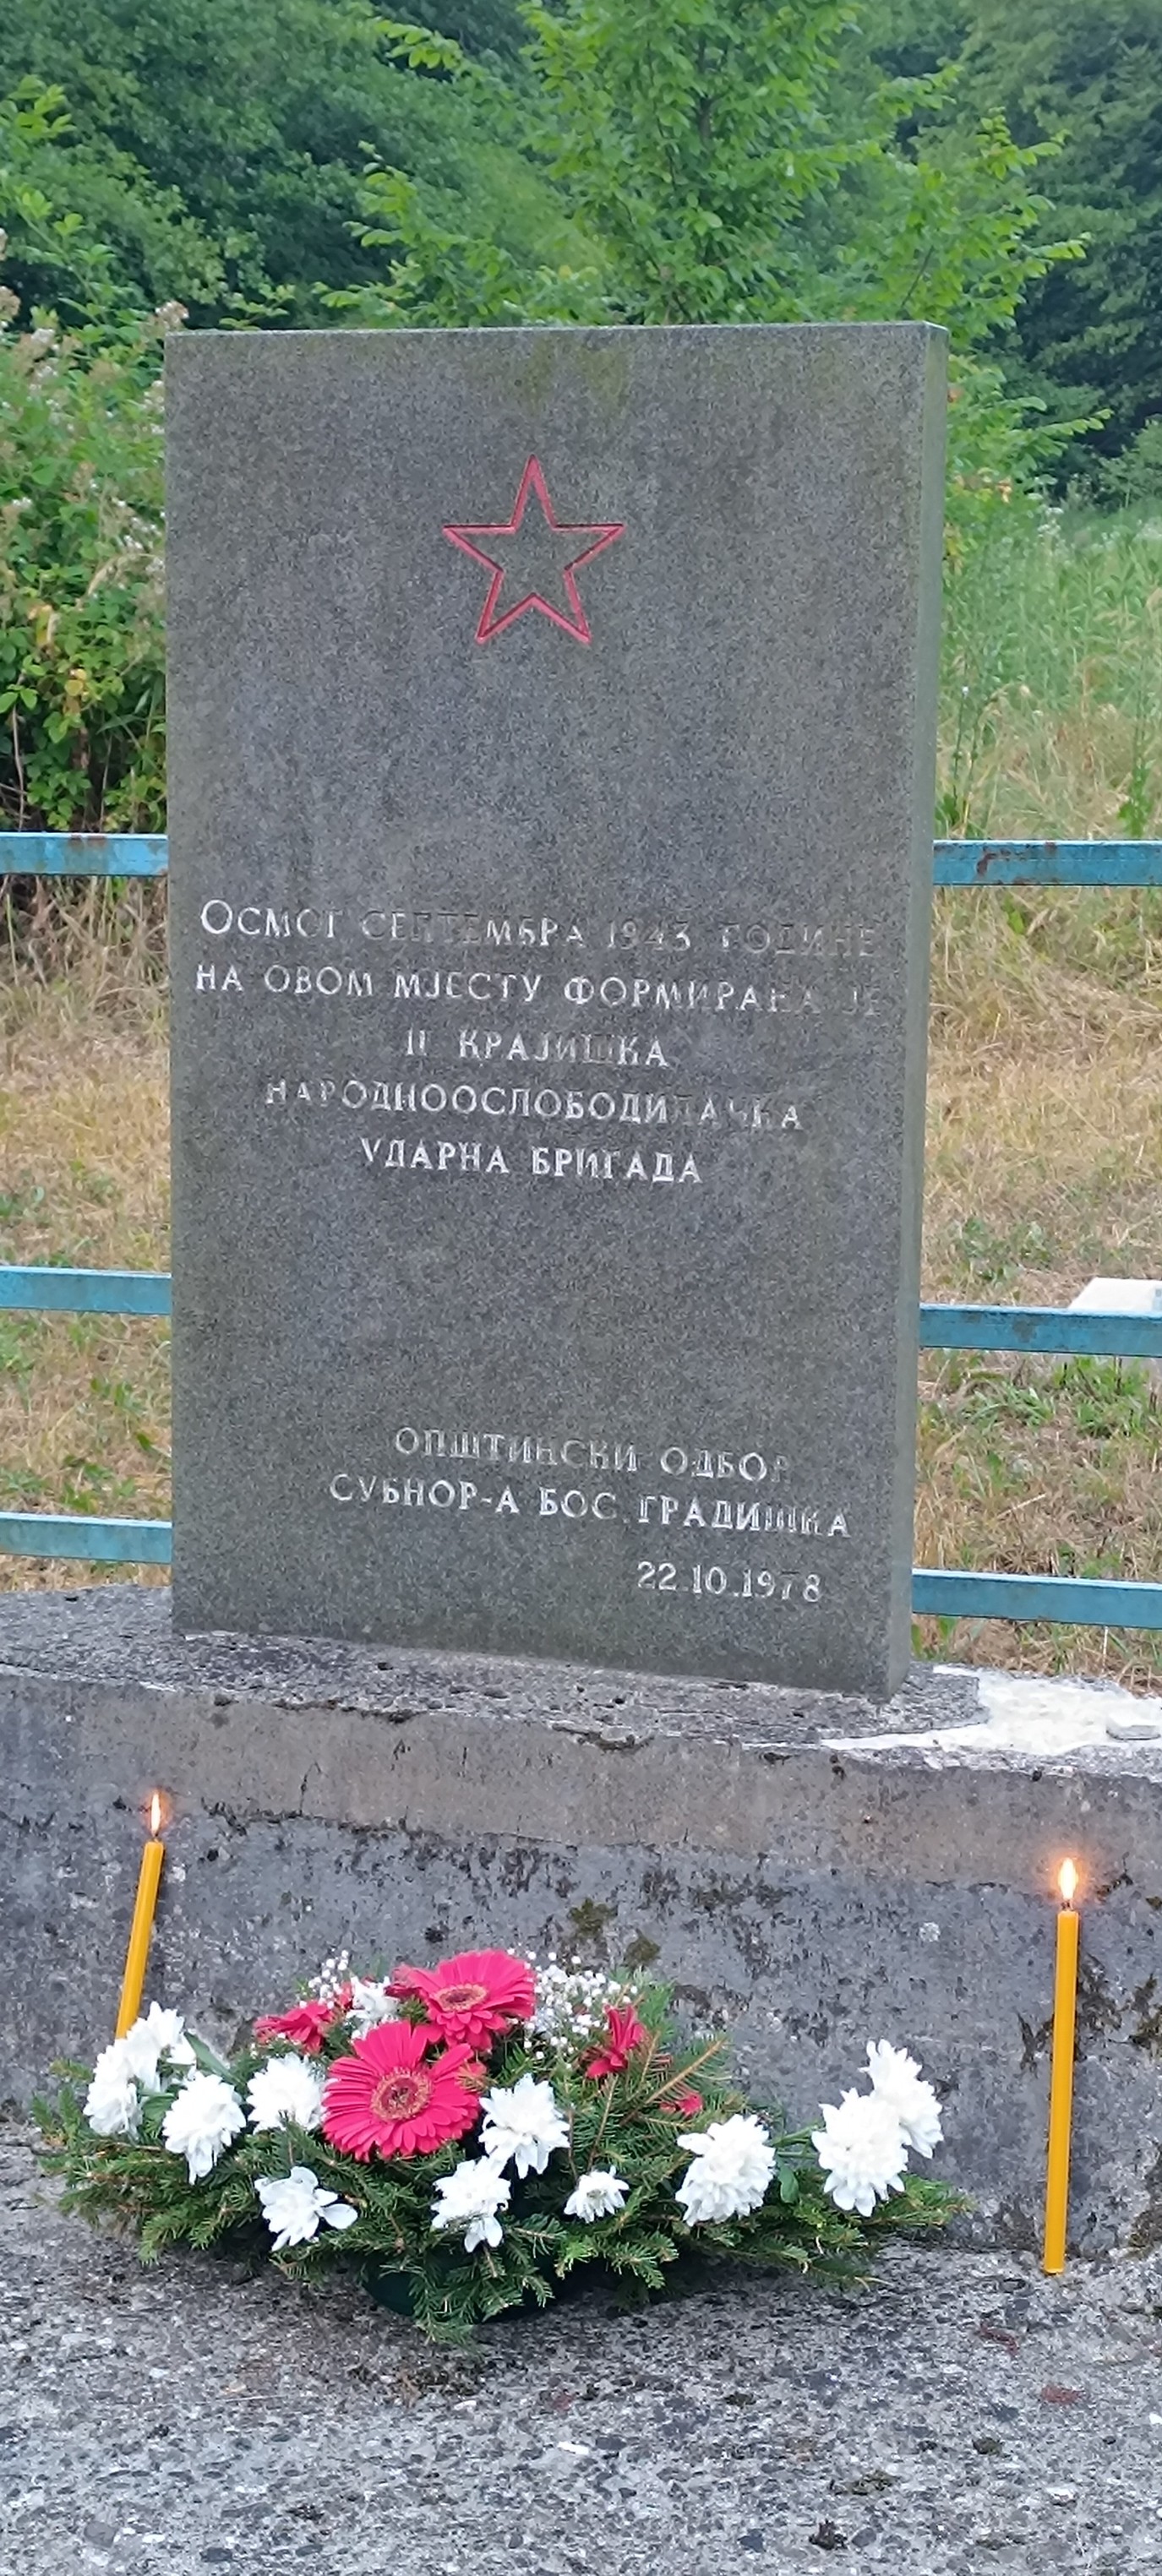 ОСМОГ СЕПТЕМБРА 1943 ГОДИНЕ
НА ОВОМ МЈЕСТУ ФОРМИРАНА ЈЕ
II КРАЈИШКА
НАРОДНООСЛОБОДИЛАЧКА
УДАРНА БРИГАДА
ОПШТИНСКИ ОДБОР
СУБНОР-А БОС. ГРАДИШКА
22.10.1978